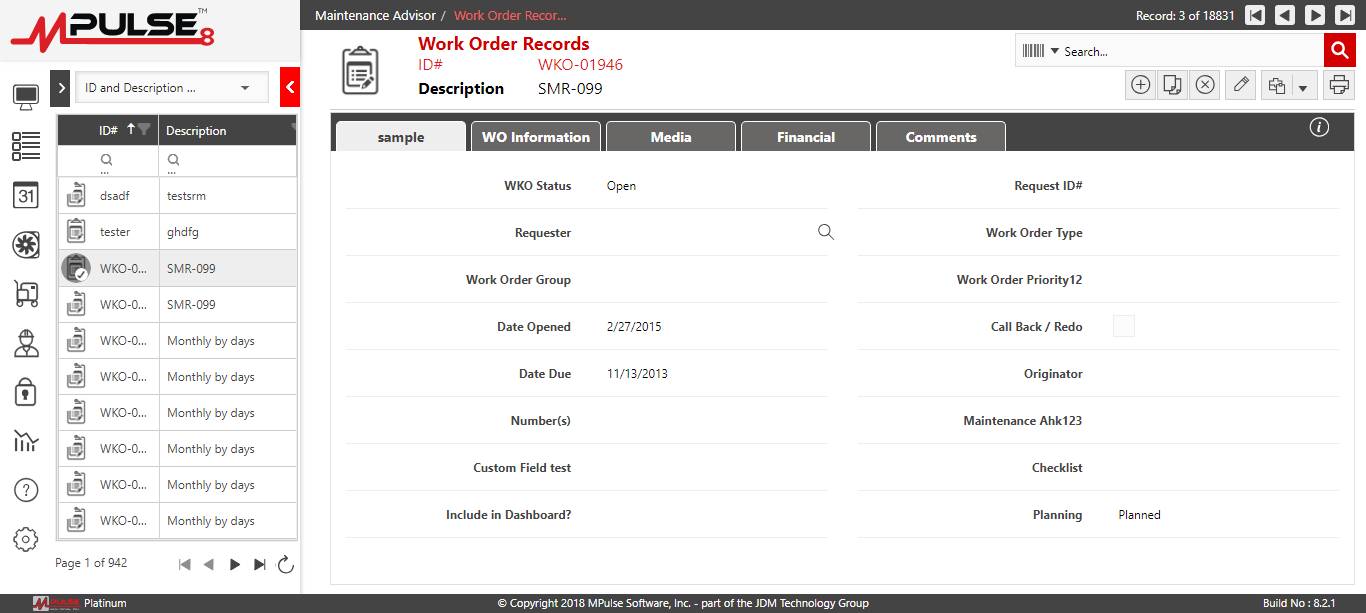 MPULSE 8 ™
Maintenance Advisor / Work Order Recor...
Record: 3 of 18831
ID and Description ...
Work Order Records
ID# WKO-01946
Description SMR-099
Search...
ID# Description
... ...
dsadf testsrm
tester ghdfg
WKO-0... SMR-099
WKO-0... SMR-099
WKO-0... Monthly by days
WKO-0... Monthly by days
WKO-0... Monthly by days
WKO-0... Monthly by days
WKO-0... Monthly by days
WKO-0... Monthly by days
Page 1 of 942
31
?
sample WO Information Media Financial Comments
i
WKO Status Open Request ID#
Requester Work Order Type
Work Order Group Work Order Priority12
Date Opened 2/27/2015 Call Back / Redo
Date Due 11/13/2013 Originator
Number(s) Maintenance Ahk123
Custom Field test Checklist
Include in Dashboard? Planning Planned
MPULSE Platinum
© Copyright 2018 MPulse Software, Inc. - part of the JDM Technology Group
Build No : 8.2.1